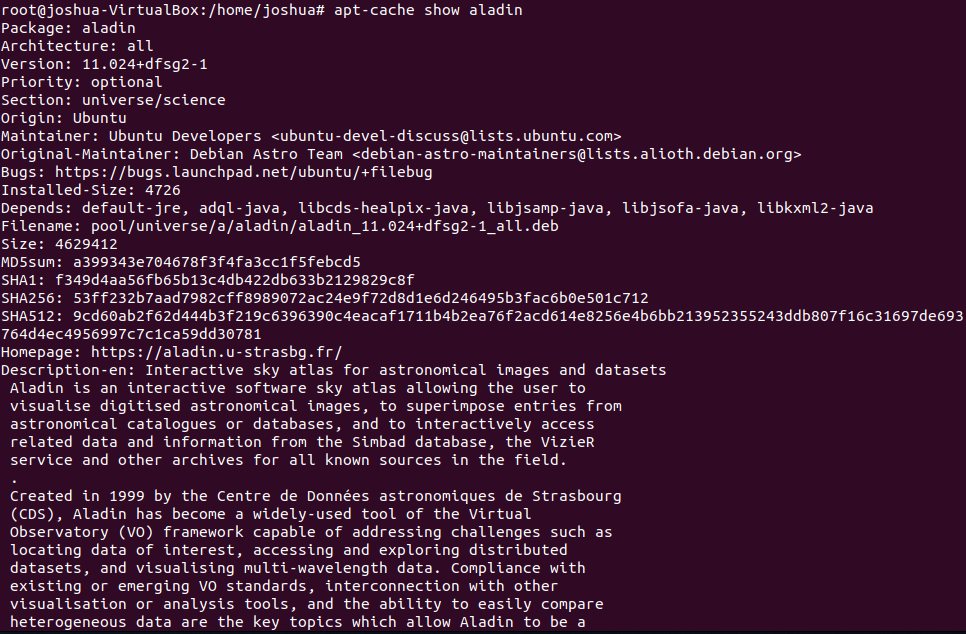 root@joshua-VirtualBox:/home/joshua# apt-cache show aladin
Package: aladin
Architecture: all
Version: 11.024+dfsg2-1
Priority: optional
Section: universe/science
Origin: Ubuntu
Maintainer: Ubuntu Developers <ubuntu-devel-discuss@lists.ubuntu.com>
Original-Maintainer: Debian Astro Team <debian-astro-maintainers@lists.alioth.debian.org>
Bugs: https://bugs.launchpad.net/ubuntu/+filebug
Installed-Size: 4726
Depends: default-jre, adql-java, libcds-healpix-java, libjsamp-java, libjsofa-java, libkxml2-java
Filename: pool/universe/a/aladin/aladin_11.024+dfsg2-1_all.deb
Size: 4629412
MD5sum: a399343e704678f3f4fa3cc1f5febcd5
SHA1: f349d4aa56fb65b13c4db422db633b2129829c8f
SHA256: 53ff232b7aad7982cff8989072ac24e9f72d8d1e6d246495b3fac6b0e501c712
SHA512: 9cd60ab2f62d444b3f219c6396390c4eacaf1711b4b2ea76f2acd614e8256e4b6bb213952355243ddb807f16c31697de693
764d4ec4956997c7c1ca59dd30781
Homepage: https://aladin.u-strasbg.fr/
Description-en: Interactive sky atlas for astronomical images and datasets
 Aladin is an interactive software sky atlas allowing the user to
 visualise digitised astronomical images, to superimpose entries from
 astronomical catalogues or databases, and to interactively access
 related data and information from the Simbad database, the VizieR
 service and other archives for all known sources in the field.
 .
 Created in 1999 by the Centre de Données astronomiques de Strasbourg
 (CDS), Aladin has become a widely-used tool of the Virtual
 Observatory (VO) framework capable of addressing challenges such as
 locating data of interest, accessing and exploring distributed
 datasets, and visualising multi-wavelength data. Compliance with
 existing or emerging VO standards, interconnection with other
 visualisation or analysis tools, and the ability to easily compare
 heterogeneous data are the key topics which allow Aladin to be a